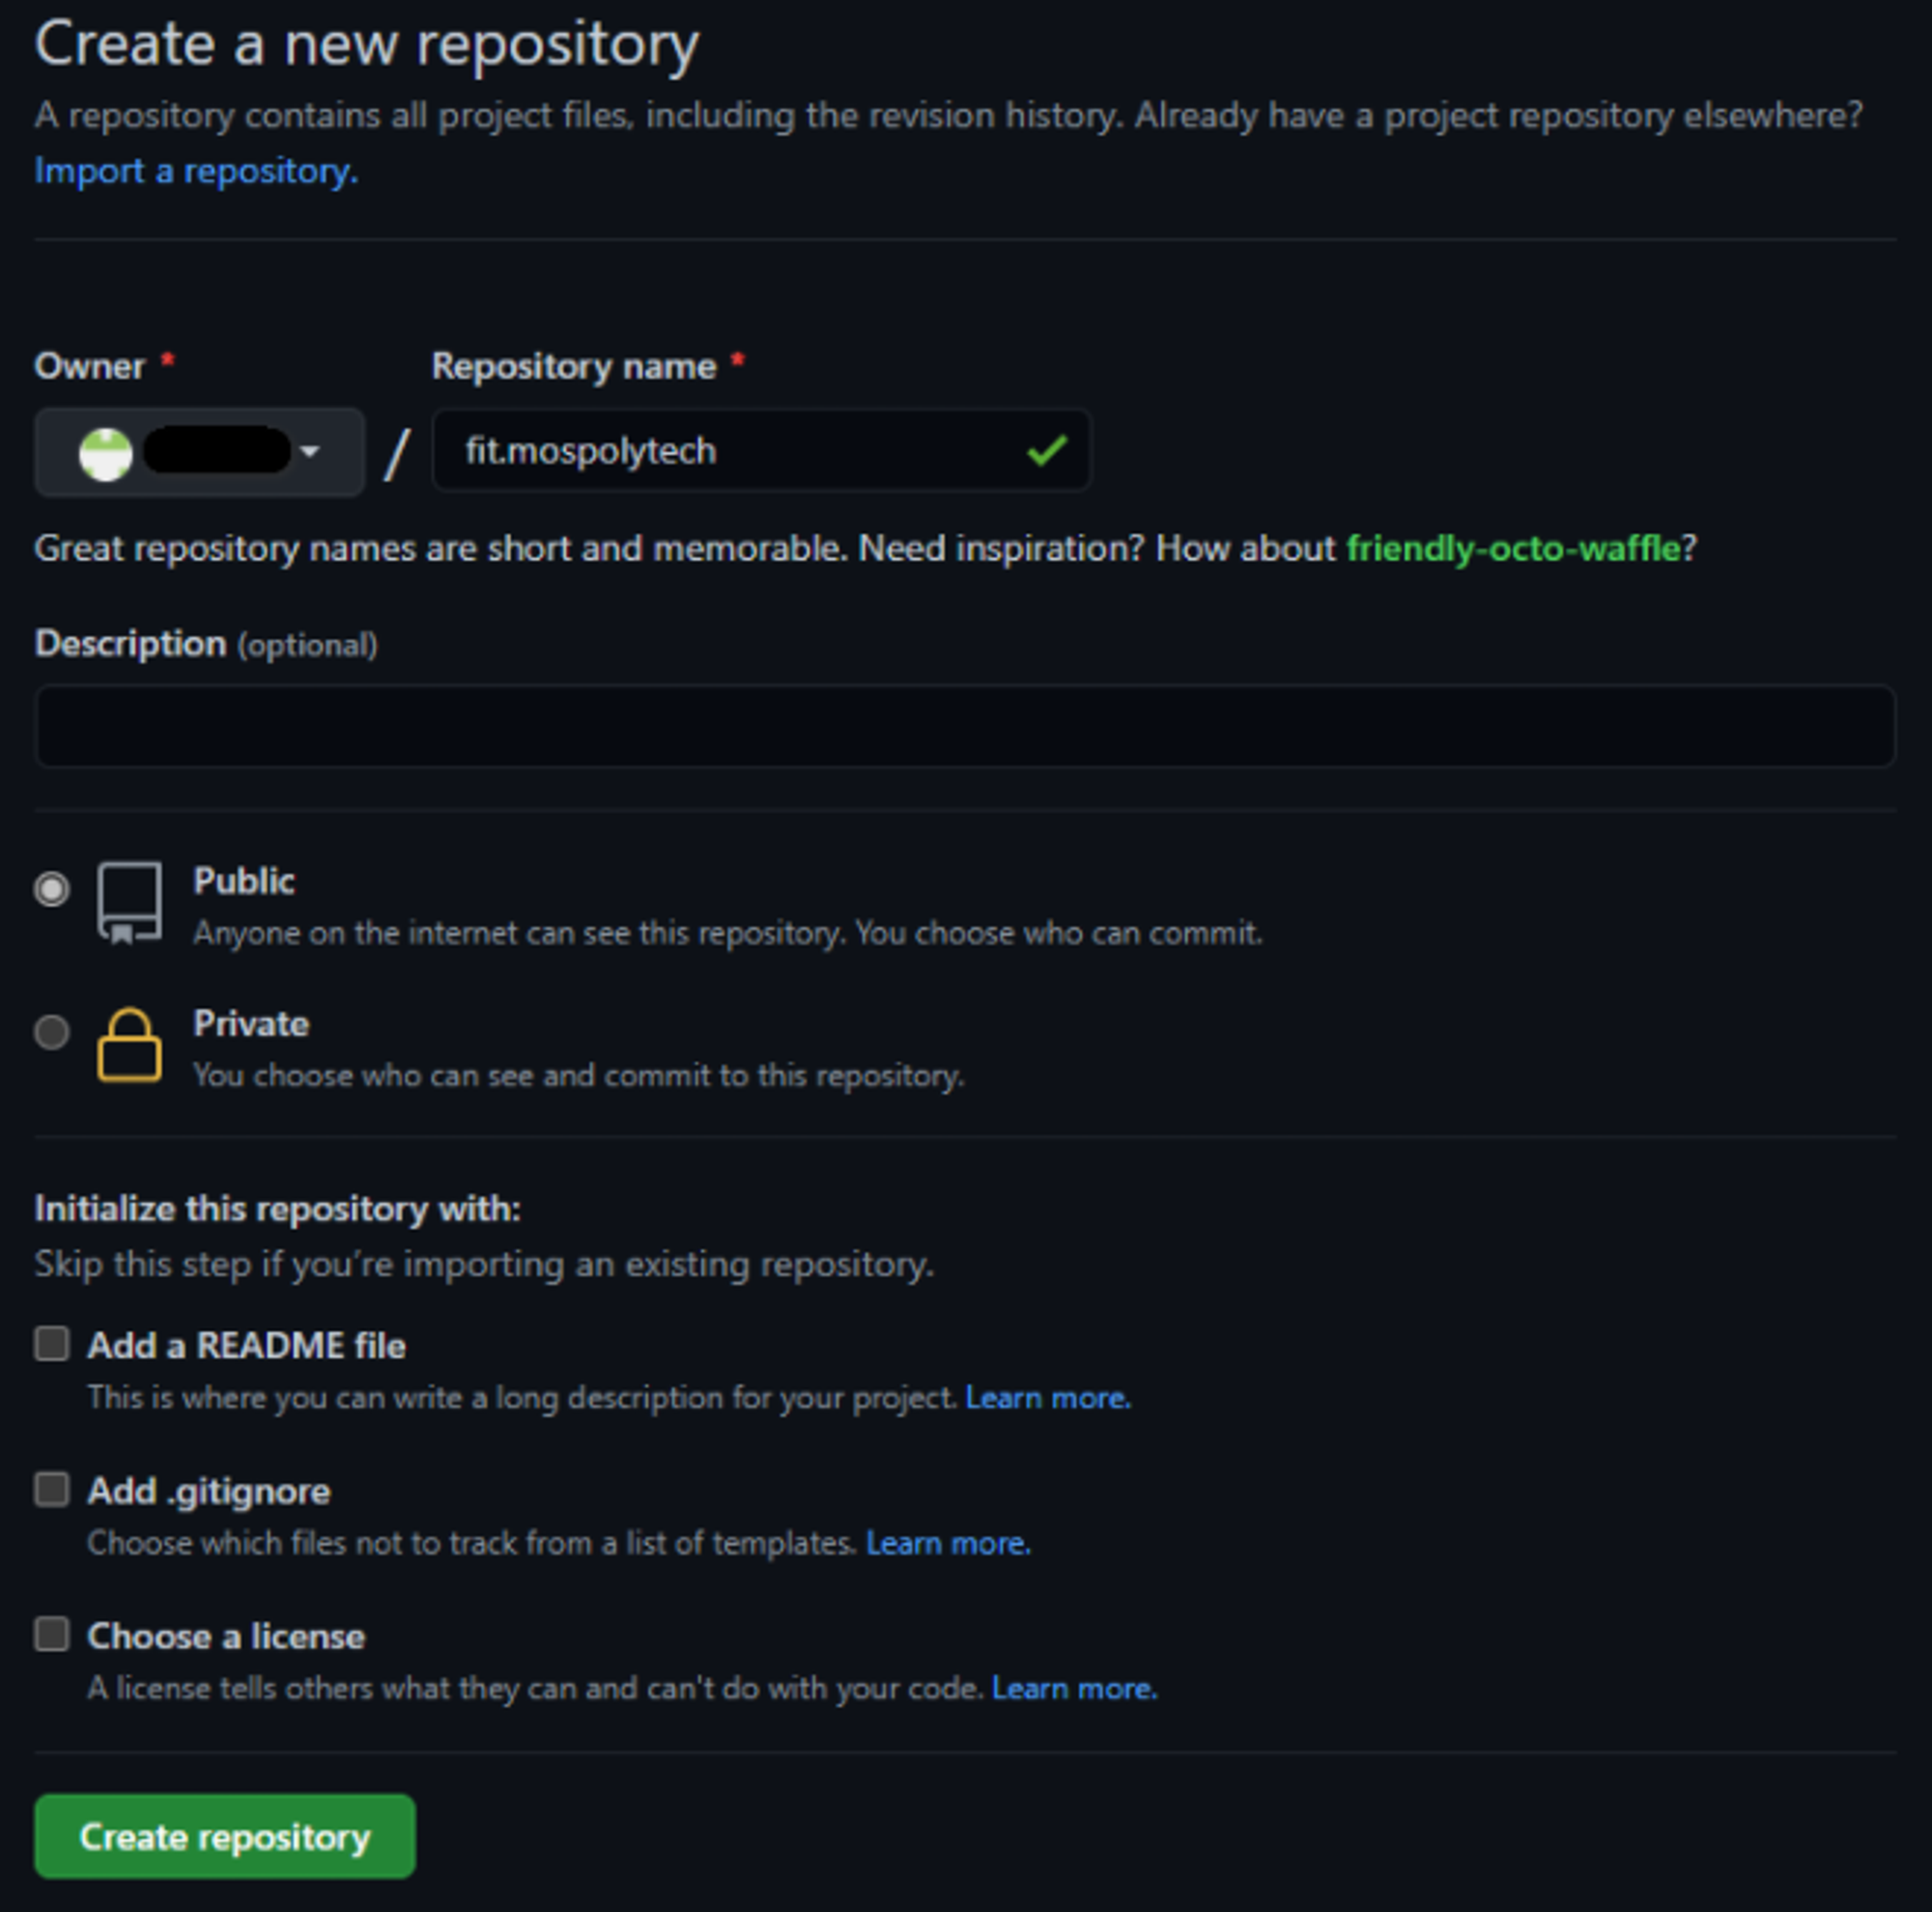 Create a new repository
A repository contains all project files, including the revision history. Already have a project repository elsewhere?
Import a repository.
Owner * Repository name *
/ fit.mospolytech
Great repository names are short and memorable. Need inspiration? How about friendly-octo-waffle?
Description (optional)
Public
Anyone on the internet can see this repository. You choose who can commit.
Private
You choose who can see and commit to this repository.
Initialize this repository with:
Skip this step if you’re importing an existing repository.
Add a README file
This is where you can write a long description for your project. Learn more.
Add .gitignore
Choose which files not to track from a list of templates. Learn more.
Choose a license
A license tells others what they can and can't do with your code. Learn more.
Create repository